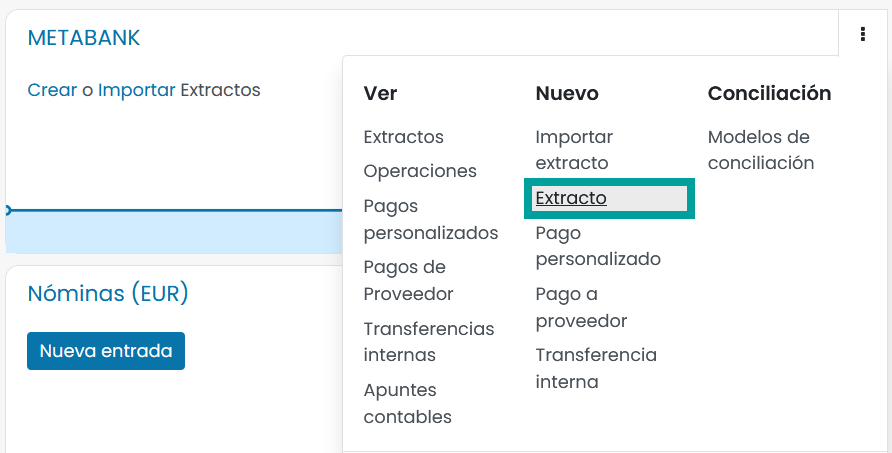 METABANK
Crear o Importar Extractos
Ver
Extractos
Operaciones
Pagos
personalizados
Pagos de
Proveedor
Transferencias
internas
Apuntes
contables
Nuevo
Importar
extracto
Extracto
Pago
personalizado
Pago a
proveedor
Transferencia
interna
Conciliación
Modelos de
conciliación
Nóminas (EUR)
Nueva entrada